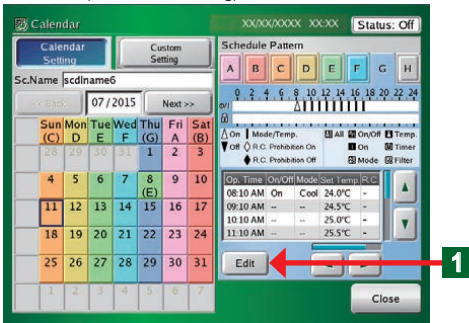 Calendar
XX/XX/XXXX XX:XX
Status: Off
Calendar
Setting
Custom
Setting
Sc.Name scdlname6
<< Back
07 / 2015
Next >>
Sun Mon Tue Wed Thu Fri Sat
(C) D E F (G) A (B)
28 29 30 31 1 2 3
4 5 6 7 8 9 10
(E)
11 12 13 14 15 16 17
18 19 20 21 22 23 24
25 26 27 28 29 30 31
1 2 3 4 5 6 7
Schedule Pattern
A B C D E F G H
0 2 4 6 8 10 12 14 16 18 20 22 24
On Mode/Temp. All On/Off Temp.
Off R.C. Prohibition On On Timer
R.C. Prohibition Off Mode Filter
Op. Time On/Off Mode Set Temp. R.C.
08:10 AM On Cool 24.0°C -
09:10 AM -- -- 24.5°C -
10:10 AM -- -- 25.0°C -
11:10 AM -- -- 25.5°C -
Edit
1
Close